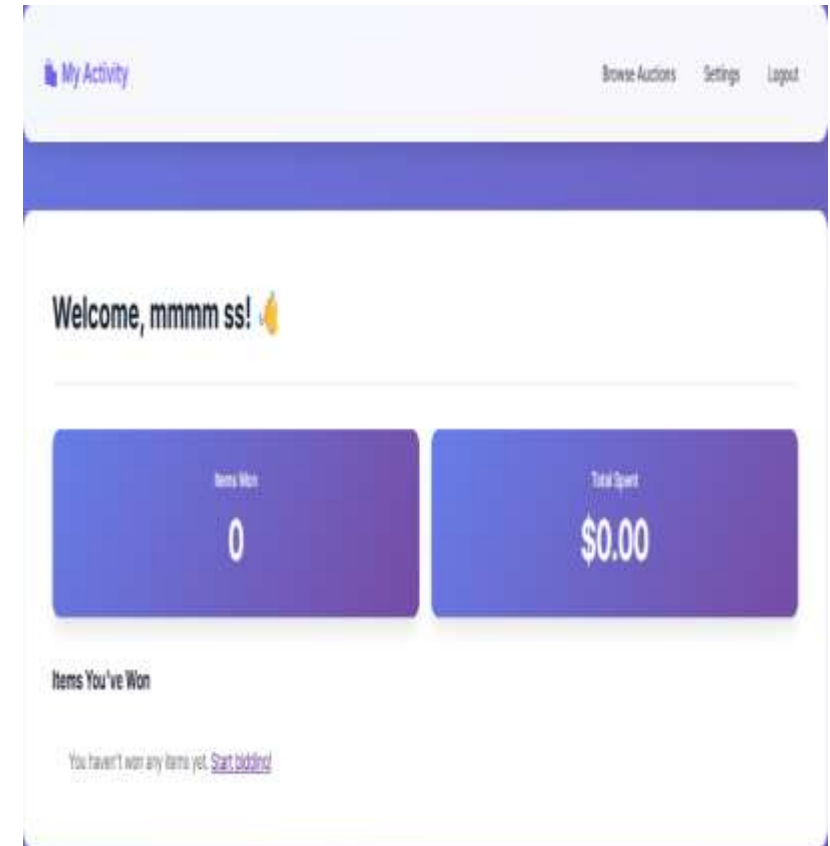 My Activity
Browse Auctions Settings Logout
Welcome, mmmm ss!
Items Won
0
Total Spent
$0.00
Items You've Won
You haven't won any items yet. Start bidding!